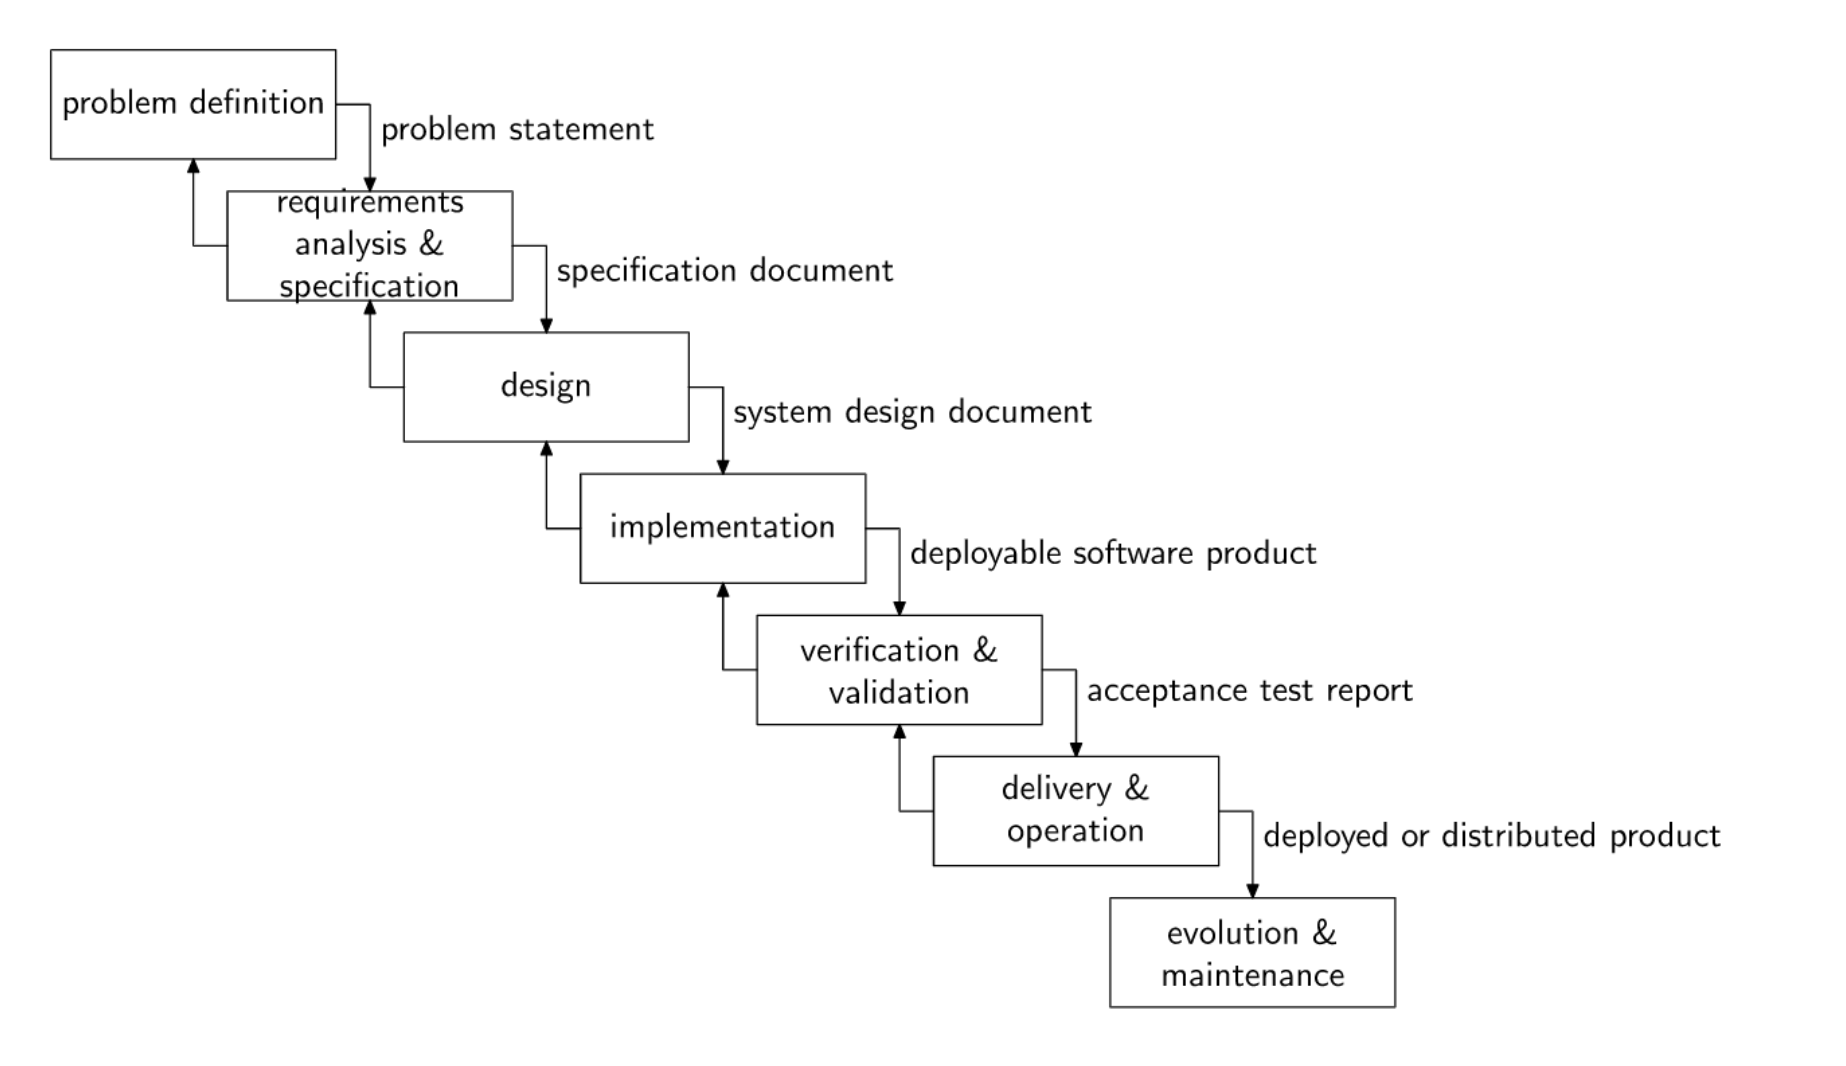 problem definition
problem statement
requirements
analysis &
specification
specification document
design
system design document
implementation
deployable software product
verification &
validation
acceptance test report
delivery &
operation
deployed or distributed product
evolution &
maintenance